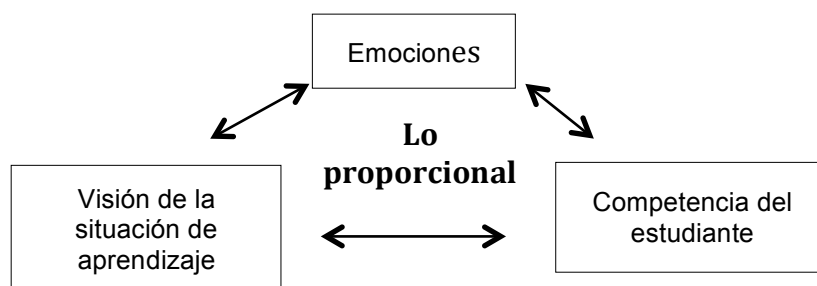 Emociones
Lo
proporcional
Visión de la
situación de
aprendizaje
Competencia del
estudiante